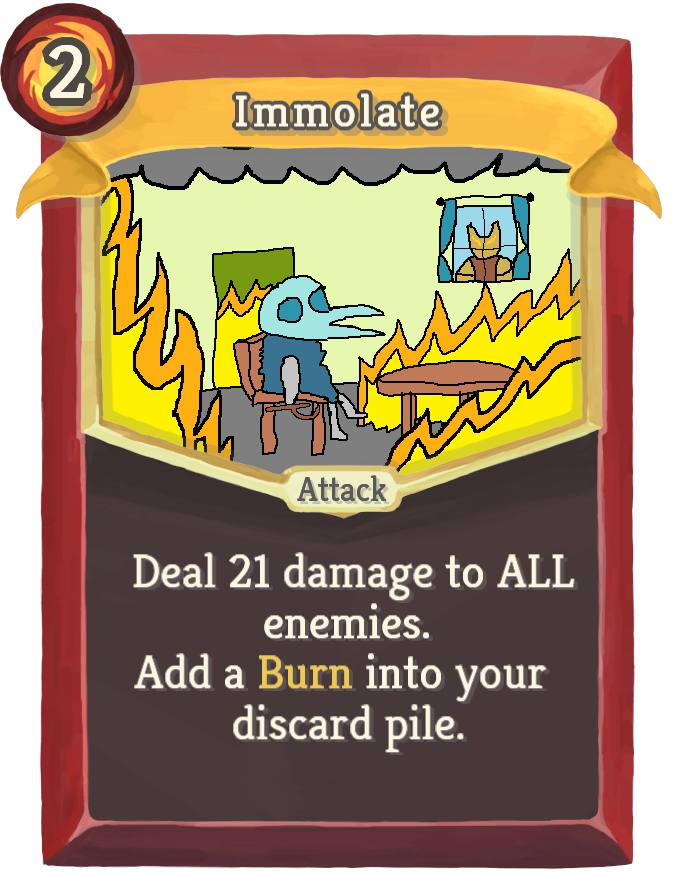 2
Immolate
Attack
Deal 21 damage to ALL
enemies.
Add a Burn into your
discard pile.